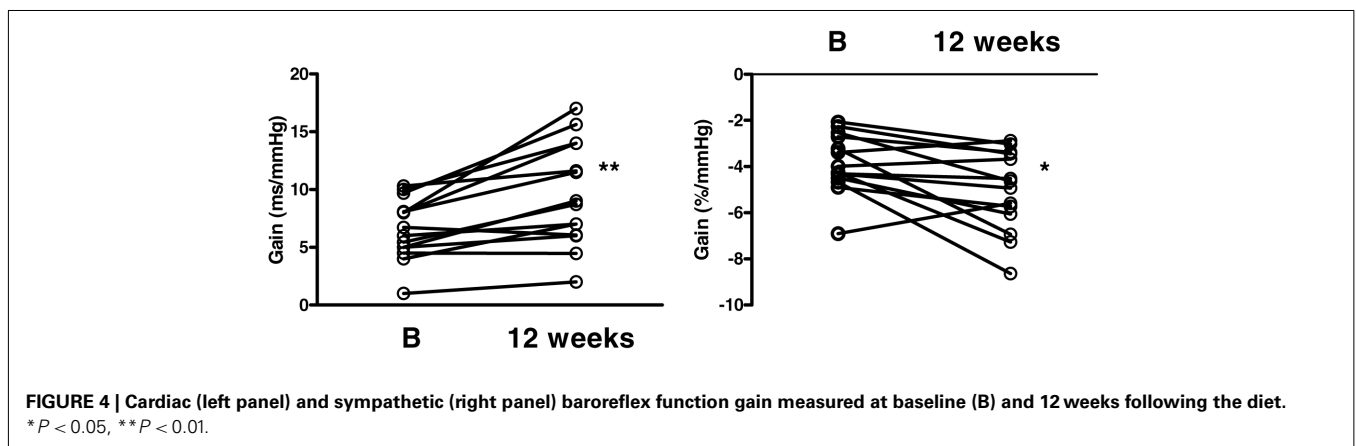 20
15
10
5
0
Gain (ms/mmHg)
**
B 12 weeks
B 12 weeks
0
-2
-4
-6
-8
-10
Gain (%/mmHg)
*
FIGURE 4 | Cardiac (left panel) and sympathetic (right panel) baroreflex function gain measured at baseline (B) and 12 weeks following the diet.
*P < 0.05, **P < 0.01.